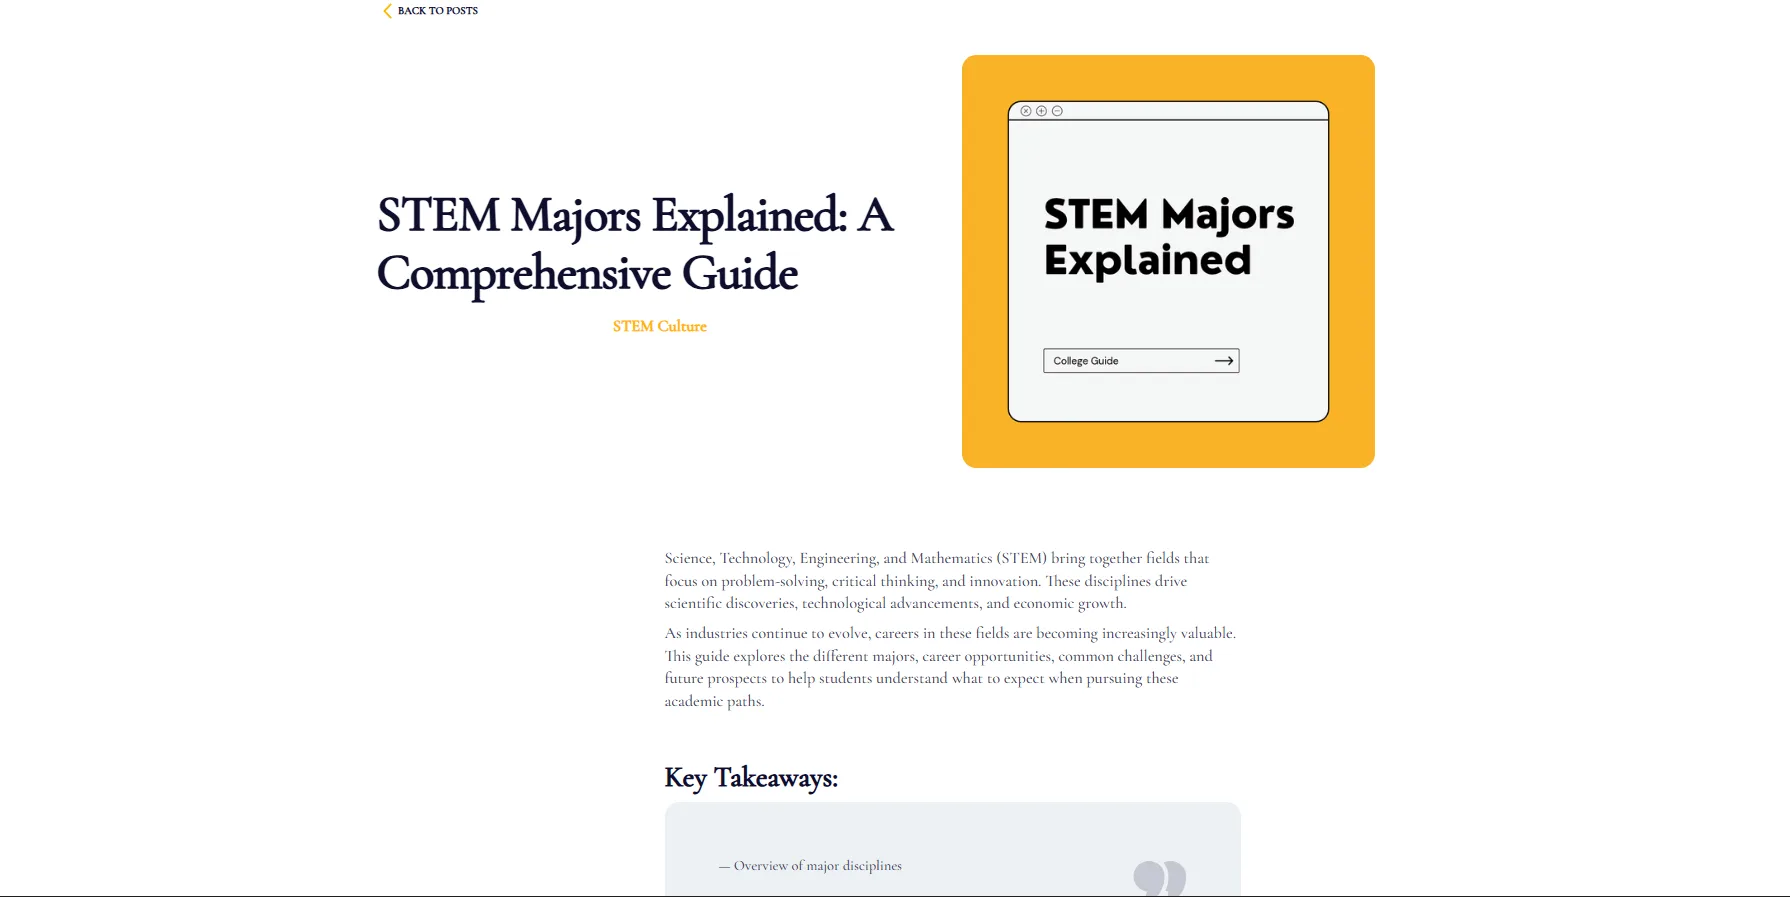 BACK TO POSTS
STEM Majors Explained: A
Comprehensive Guide
STEM Culture
STEM Majors
Explained
College Guide
Science, Technology, Engineering, and Mathematics (STEM) bring together fields that
focus on problem-solving, critical thinking, and innovation. These disciplines drive
scientific discoveries, technological advancements, and economic growth.
As industries continue to evolve, careers in these fields are becoming increasingly valuable.
This guide explores the different majors, career opportunities, common challenges, and
future prospects to help students understand what to expect when pursuing these
academic paths.
Key Takeaways:
— Overview of major disciplines